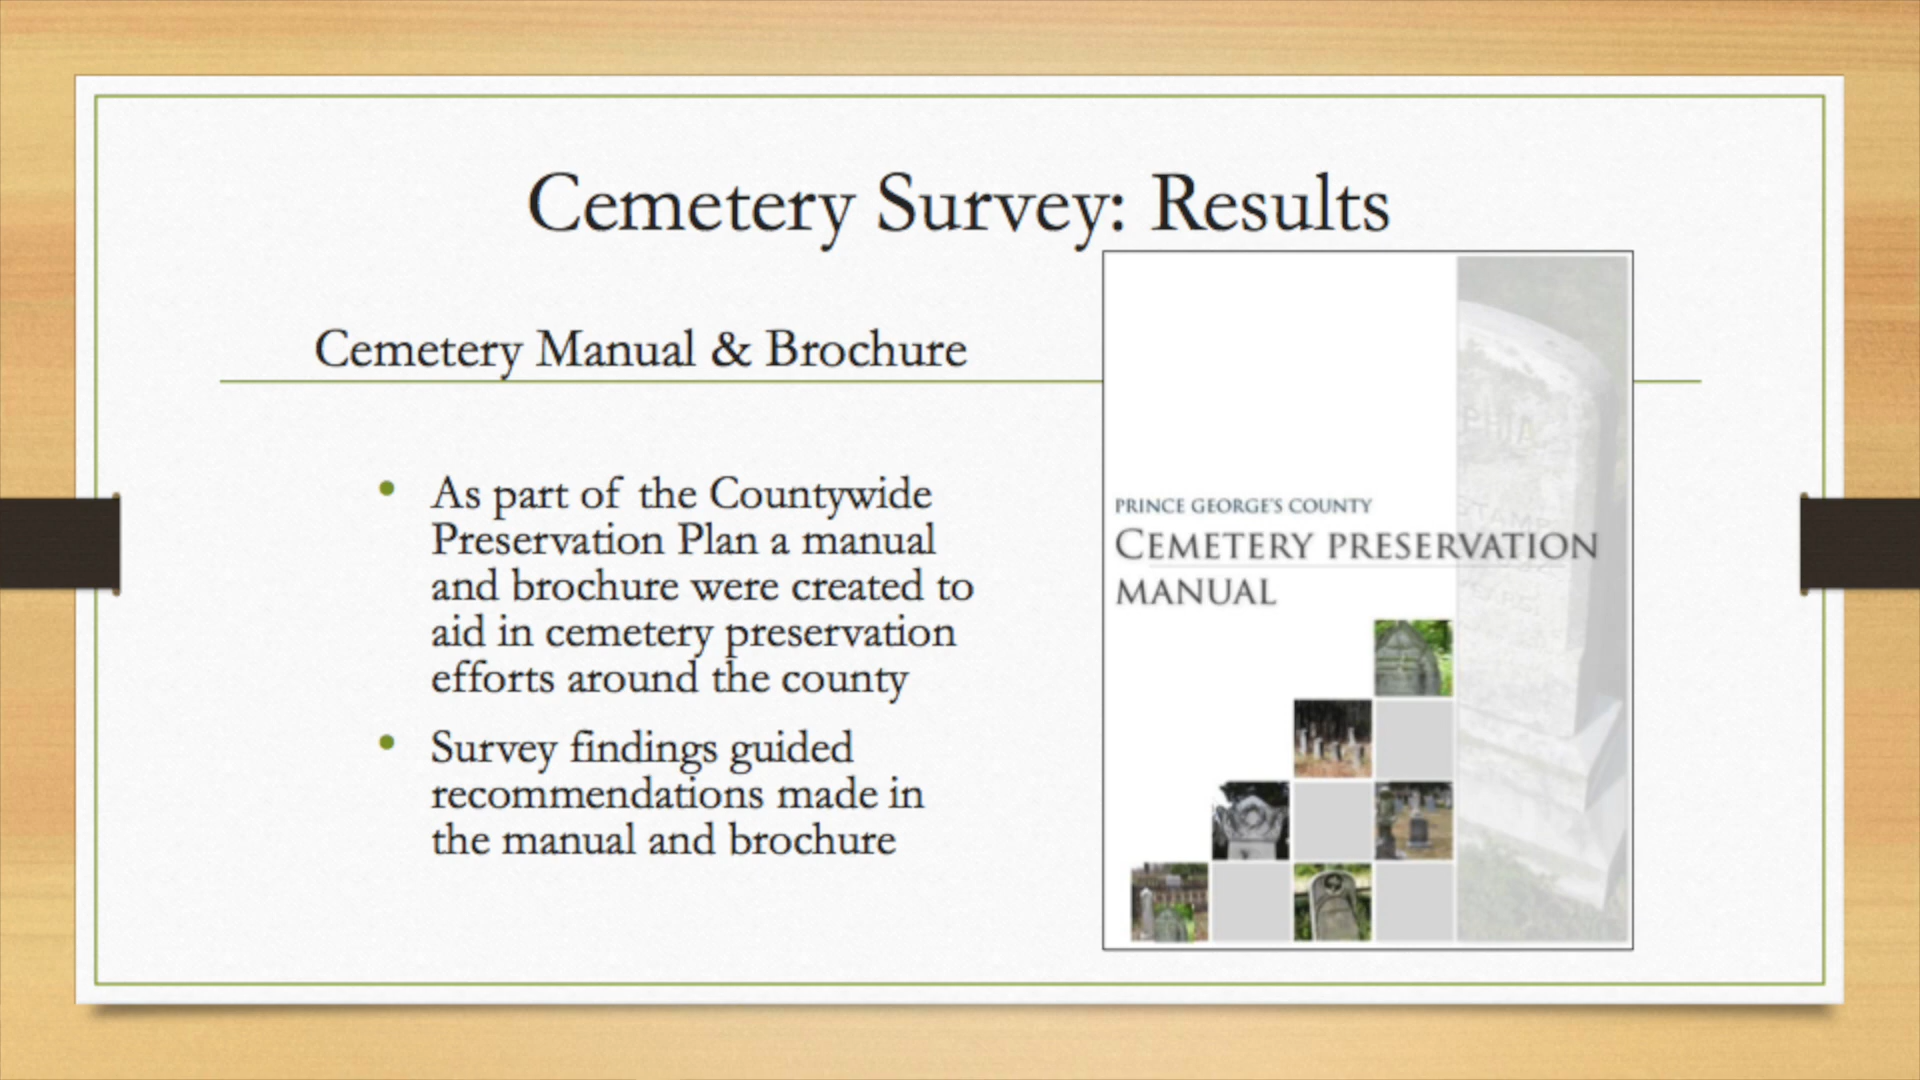 Cemetery Survey: Results
Cemetery Manual & Brochure
• As part of the Countywide
Preservation Plan a manual
and brochure were created to
aid in cemetery preservation
efforts around the county
• Survey findings guided
recommendations made in
the manual and brochure
PRINCE GEORGE'S COUNTY
CEMETERY PRESERVATION
MANUAL